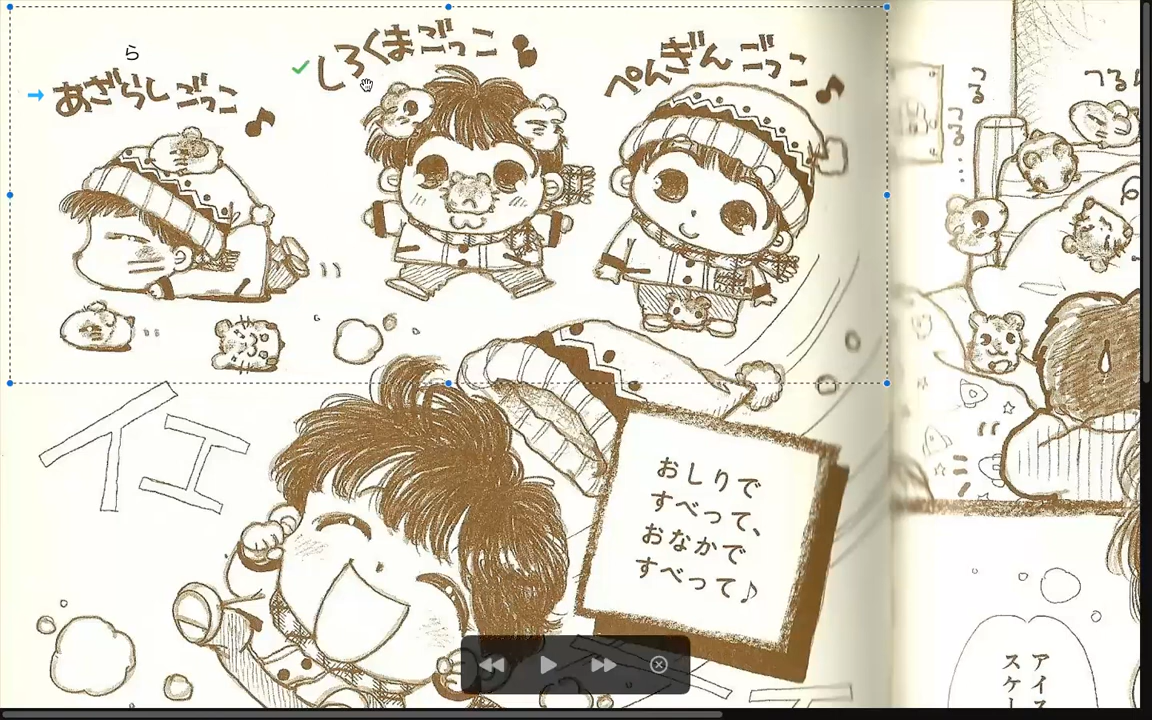 ら
あざらしごっこ♪
しろくまごっこ♪
ぺんぎんごっこ♪
つる
つる…
つるん
イエ
おしりで
すべって、
おなかで
すべって♪
アイス
スケー